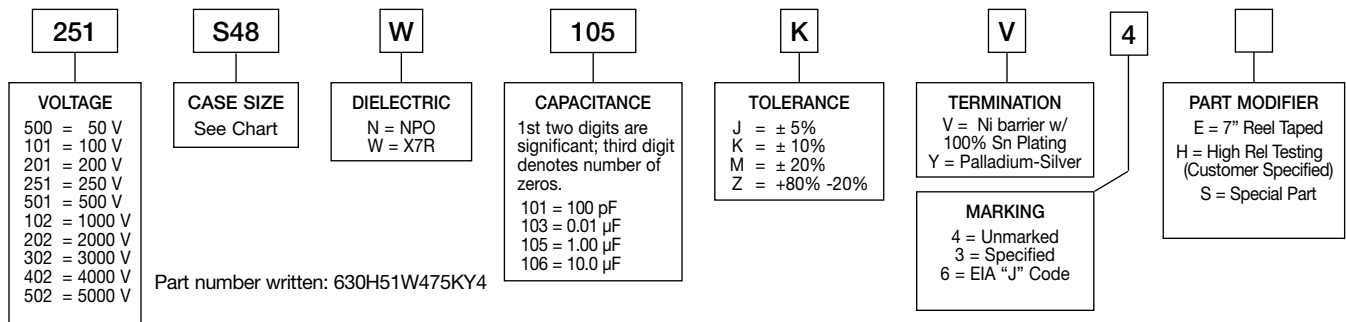 251
S48
W
105
K
V
4
VOLTAGE
500 = 50 V
101 = 100 V
201 = 200 V
251 = 250 V
501 = 500 V
102 = 1000 V
202 = 2000 V
302 = 3000 V
402 = 4000 V
502 = 5000 V
CASE SIZE
See Chart
DIELECTRIC
N = NPO
W = X7R
Part number written: 630H51W475KY4
CAPACITANCE
1st two digits are
significant; third digit
denotes number of
zeros.
101 = 100 pF
103 = 0.01 µF
105 = 1.00 µF
106 = 10.0 µF
TOLERANCE
J = ± 5%
K = ± 10%
M = ± 20%
Z = +80% -20%
TERMINATION
V = Ni barrier w/
100% Sn Plating
Y = Palladium-Silver
MARKING
4 = Unmarked
3 = Specified
6 = EIA “J” Code
PART MODIFIER
E = 7” Reel Taped
H = High Rel Testing
(Customer Specified)
S = Special Part